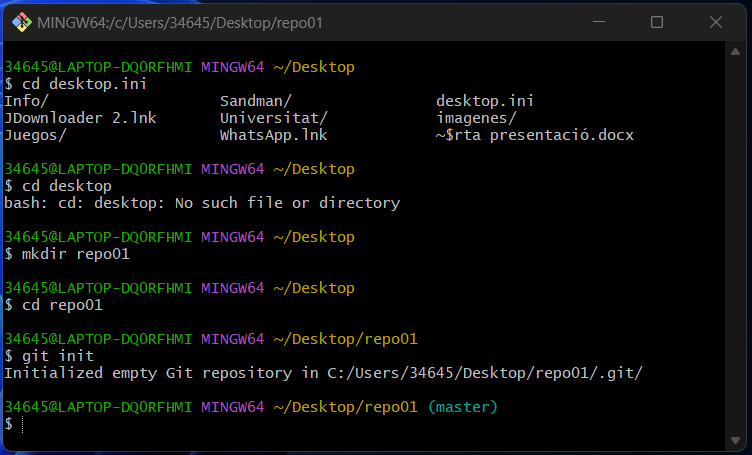 MINGW64:/c/Users/34645/Desktop/repo01
34645@LAPTOP-DQ0RFHMI MINGW64 ~/Desktop
$ cd desktop.ini
Info/ Sandman/ desktop.ini
JDownloader 2.lnk Universitat/ imagenes/
Juegos/ WhatsApp.lnk ~$rta presentació.docx
34645@LAPTOP-DQ0RFHMI MINGW64 ~/Desktop
$ cd desktop
bash: cd: desktop: No such file or directory
34645@LAPTOP-DQ0RFHMI MINGW64 ~/Desktop
$ mkdir repo01
34645@LAPTOP-DQ0RFHMI MINGW64 ~/Desktop
$ cd repo01
34645@LAPTOP-DQ0RFHMI MINGW64 ~/Desktop/repo01
$ git init
Initialized empty Git repository in C:/Users/34645/Desktop/repo01/.git/
34645@LAPTOP-DQ0RFHMI MINGW64 ~/Desktop/repo01 (master)
$